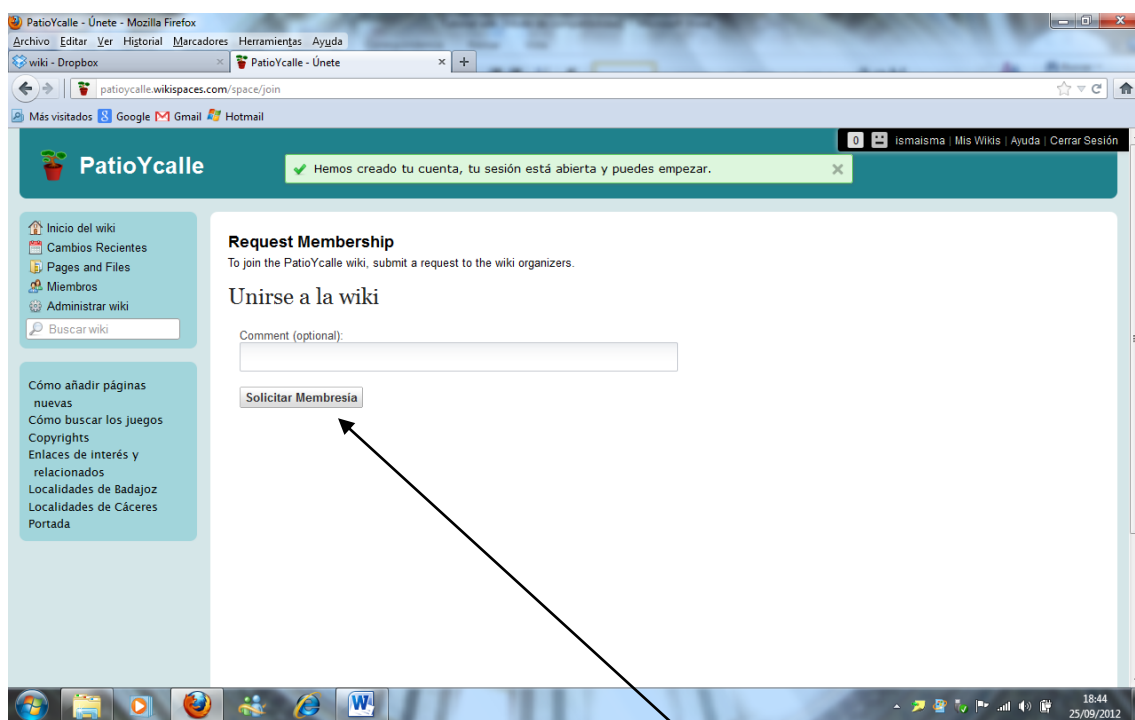 PatioYcalle - Únete - Mozilla Firefox
Archivo Editar Ver Historial Marcadores Herramientas Ayuda
wiki - Dropbox
PatioYcalle - Únete
patioycalle.wikispaces.com/space/join
Más visitados Google Gmail Hotmail
0 ismaisma | Mis Wikis | Ayuda | Cerrar Sesión
PatioYcalle
Hemos creado tu cuenta, tu sesión está abierta y puedes empezar.
Inicio del wiki
Cambios Recientes
Pages and Files
Miembros
Administrar wiki
Buscar wiki
Cómo añadir páginas
nuevas
Cómo buscar los juegos
Copyrights
Enlaces de interés y
relacionados
Localidades de Badajoz
Localidades de Cáceres
Portada
Request Membership
To join the PatioYcalle wiki, submit a request to the wiki organizers.
Unirse a la wiki
Comment (optional):
Solicitar Membresía
18:44
25/09/2012